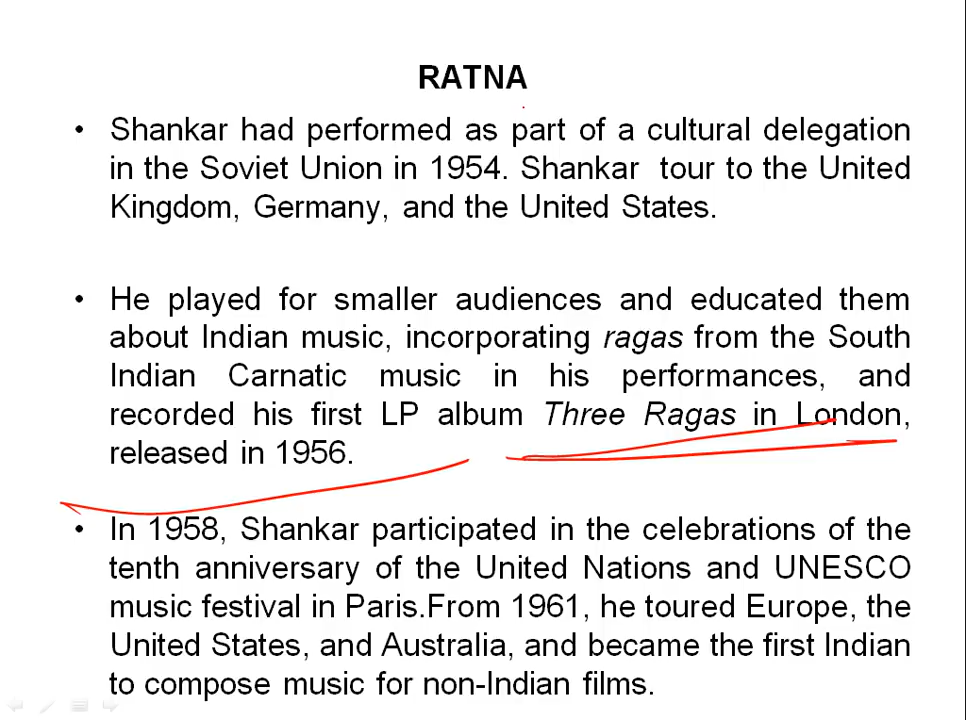 RATNA
• Shankar had performed as part of a cultural delegation
in the Soviet Union in 1954. Shankar tour to the United
Kingdom, Germany, and the United States.
• He played for smaller audiences and educated them
about Indian music, incorporating ragas from the South
Indian Carnatic music in his performances, and
recorded his first LP album Three Ragas in London,
released in 1956.
• In 1958, Shankar participated in the celebrations of the
tenth anniversary of the United Nations and UNESCO
music festival in Paris.From 1961, he toured Europe, the
United States, and Australia, and became the first Indian
to compose music for non-Indian films.